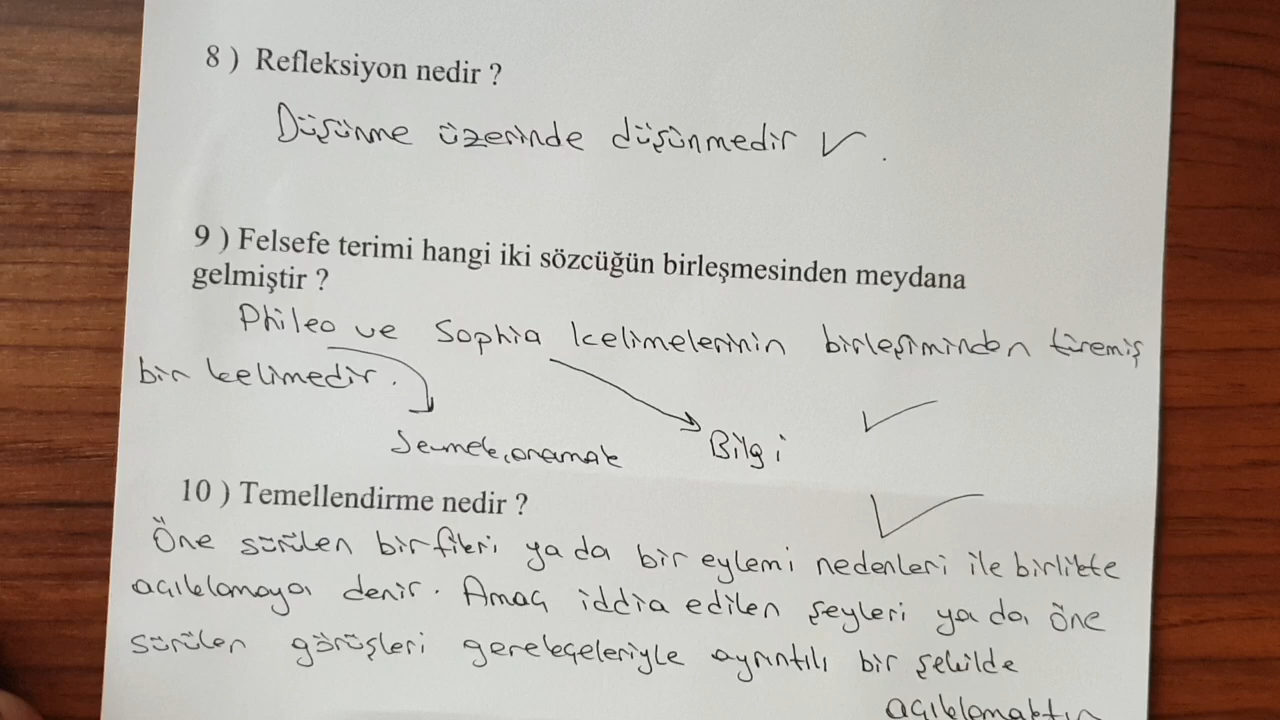 8 ) Refleksiyon nedir ?
Düşünme üzerinde düşünmedir
9 ) Felsefe terimi hangi iki sözcüğün birleşmesinden meydana
gelmiştir ?
Phileo ve Sophia kelimelerinin birleşiminden türemiş
bir kelimedir.
Sevmek, aramak
Bilgi
10 ) Temellendirme nedir ?
Öne sürülen bir fikri ya da bir eylemi nedenleri ile birlikte
açıklamaya denir. Amaç iddia edilen şeyleri ya da öne
sürülen görüşleri gerekçeleriyle ayrıntılı bir şekilde
açıklamaktır